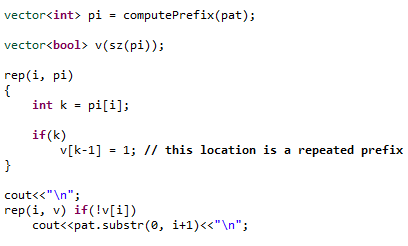 vector<int> pi = computePrefix(pat);
vector<bool> v(sz(pi));
rep(i, pi)
{
int k = pi[i];
if(k)
v[k-1] = 1; // this location is a repeated prefix
}
cout<<"\n";
rep(i, v) if(!v[i])
cout<<pat.substr(0, i+1)<<"\n";